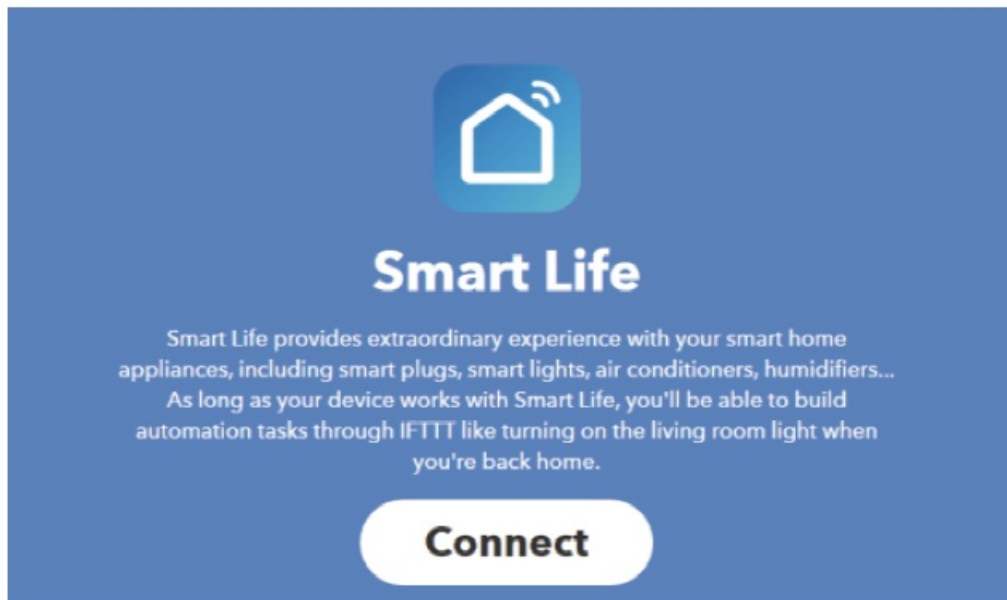 Smart Life
Smart Life provides extraordinary experience with your smart home
appliances, including smart plugs, smart lights, air conditioners, humidifiers...
As long as your device works with Smart Life, you'll be able to build
automation tasks through IFTTT like turning on the living room light when
you're back home.
Connect